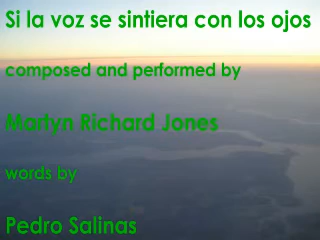 Si la voz se sintiera con los ojos
composed and performed by
Martyn Richard Jones
words by
Pedro Salinas